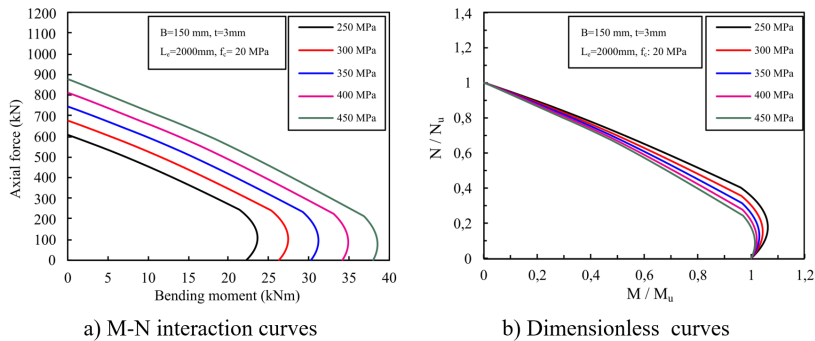 1200
1100
1000
900
800
700
600
500
400
300
200
100
0
Axial force (kN)
B=150 mm, t=3mm
Le=2000mm, fc= 20 MPa
250 MPa
300 MPa
350 MPa
400 MPa
450 MPa
0 5 10 15 20 25 30 35 40
Bending moment (kNm)
a) M-N interaction curves
1,4
1,2
1
0,8
0,6
0,4
0,2
0
N / Nu
B=150 mm, t=3mm
Le=2000mm, fc: 20 MPa
250 MPa
300 MPa
350 MPa
400 MPa
450 MPa
0 0,2 0,4 0,6 0,8 1 1,2
M / Mu
b) Dimensionless curves